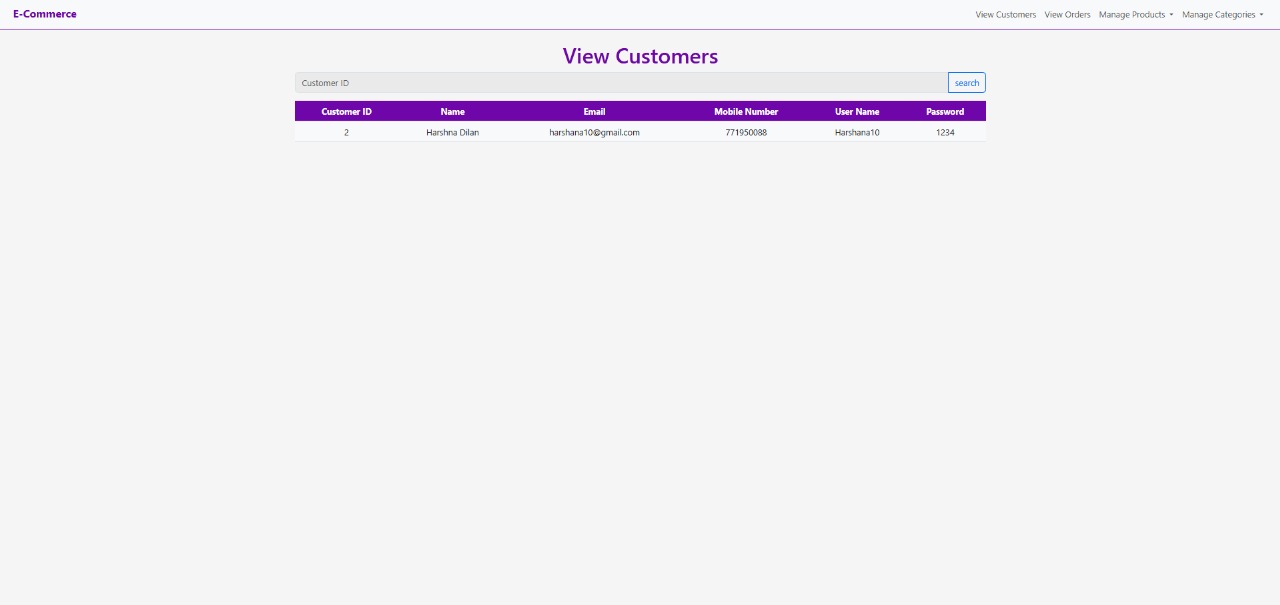 E-Commerce View Customers View Orders Manage Products Manage Categories
View Customers
Customer ID search
Customer ID Name Email Mobile Number User Name Password
2 Harshna Dilan harshana10@gmail.com 771950088 Harshana10 1234